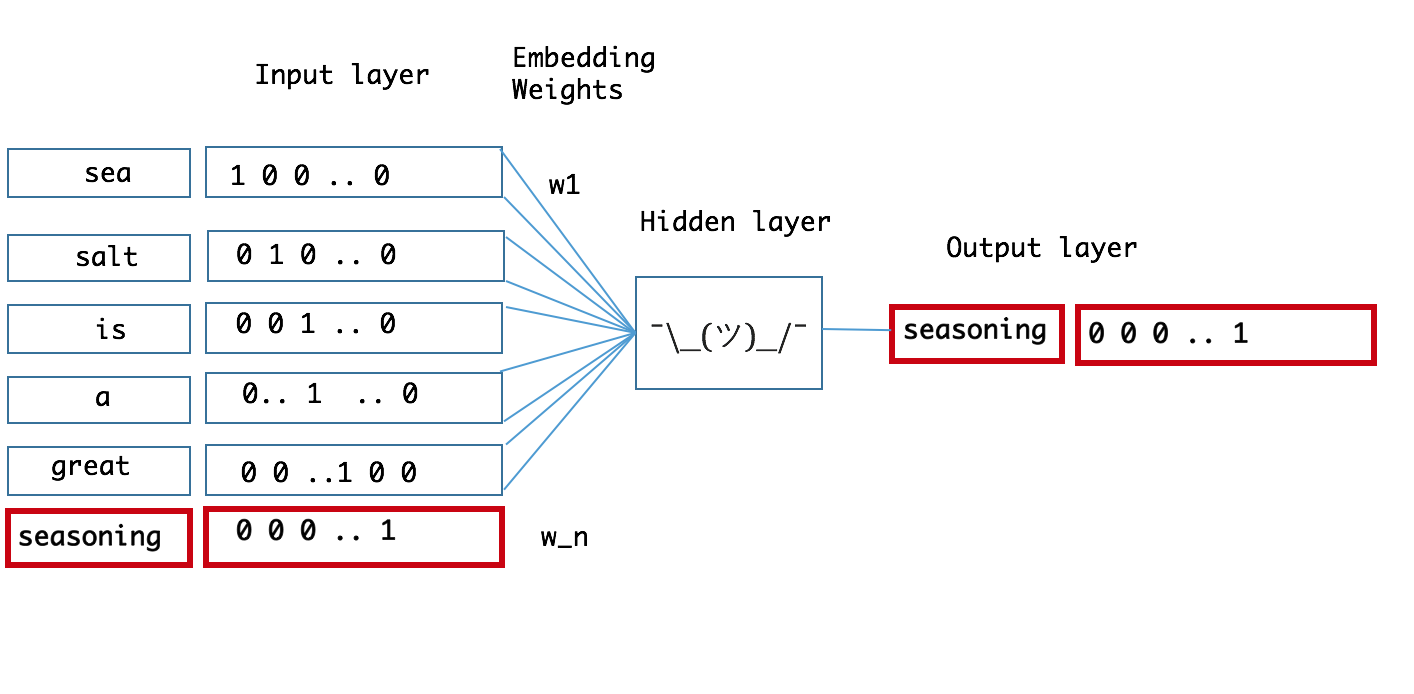 Input layer
Embedding
Weights
sea
1 0 0 .. 0
w1
salt
0 1 0 .. 0
Hidden layer
Output layer
is
0 0 1 .. 0
¯\_(ツ)_/¯
seasoning
0 0 0 .. 1
a
0.. 1 .. 0
great
0 0 ..1 0 0
seasoning
0 0 0 .. 1
w_n